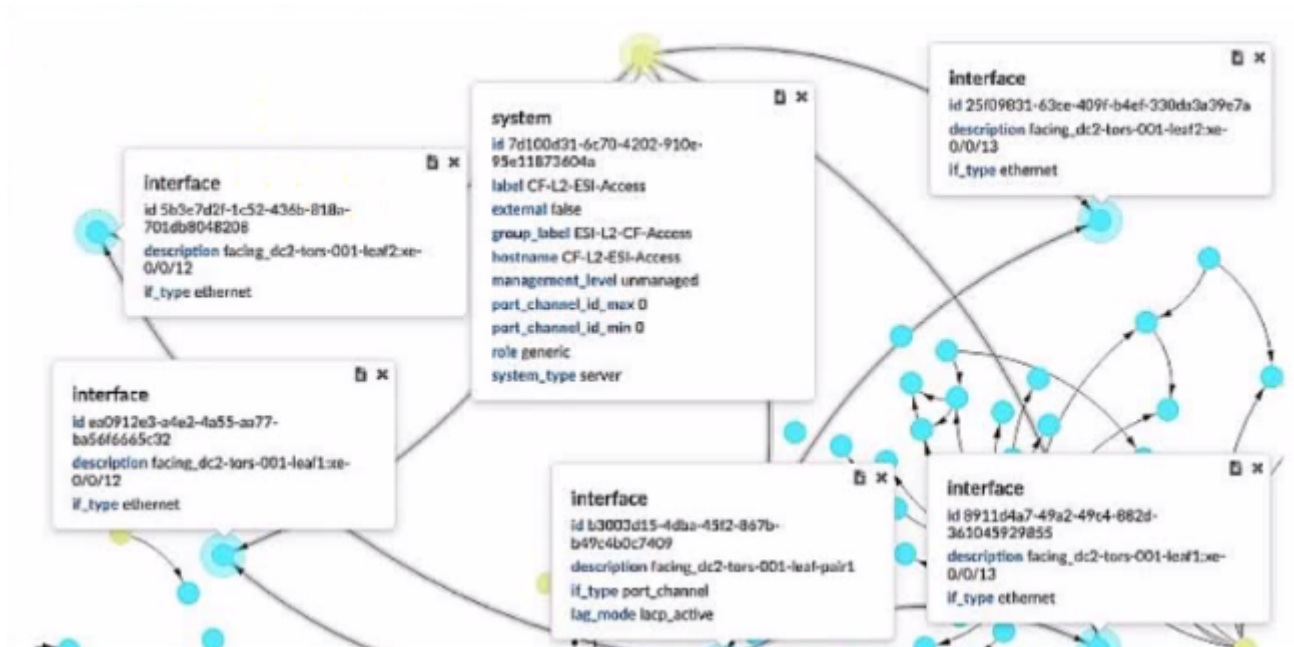 system
id 7d100d31-6c70-4202-910e-
95e11873604a
label CF-L2-ESI-Access
external false
group_label ESI-L2-CF-Access
hostname CF-L2-ESI-Access
management_level unmanaged
port_channel_id_max 0
port_channel_id_min 0
role generic
system_type server
interface
id 25f09831-63ce-409f-b4ef-330da3a39e7a
description facing_dc2-tors-001-leaf2:xe-
0/0/13
if_type ethernet
interface
id 5b3e7d2f-1c52-436b-818a-
701db8048208
description facing_dc2-tors-001-leaf2:xe-
0/0/12
if_type ethernet
interface
id ea0912e3-a4e2-4a55-aa77-
ba56f6665c32
description facing_dc2-tors-001-leaf1:xe-
0/0/12
if_type ethernet
interface
id b3003d15-4dba-45f2-867b-
b49c4b0c7409
description facing_dc2-tors-001-leaf-pair1
if_type port_channel
lag_mode lacp_active
interface
id 8911d4a7-49a2-49c4-882d-
361045929855
description facing_dc2-tors-001-leaf1:xe-
0/0/13
if_type ethernet